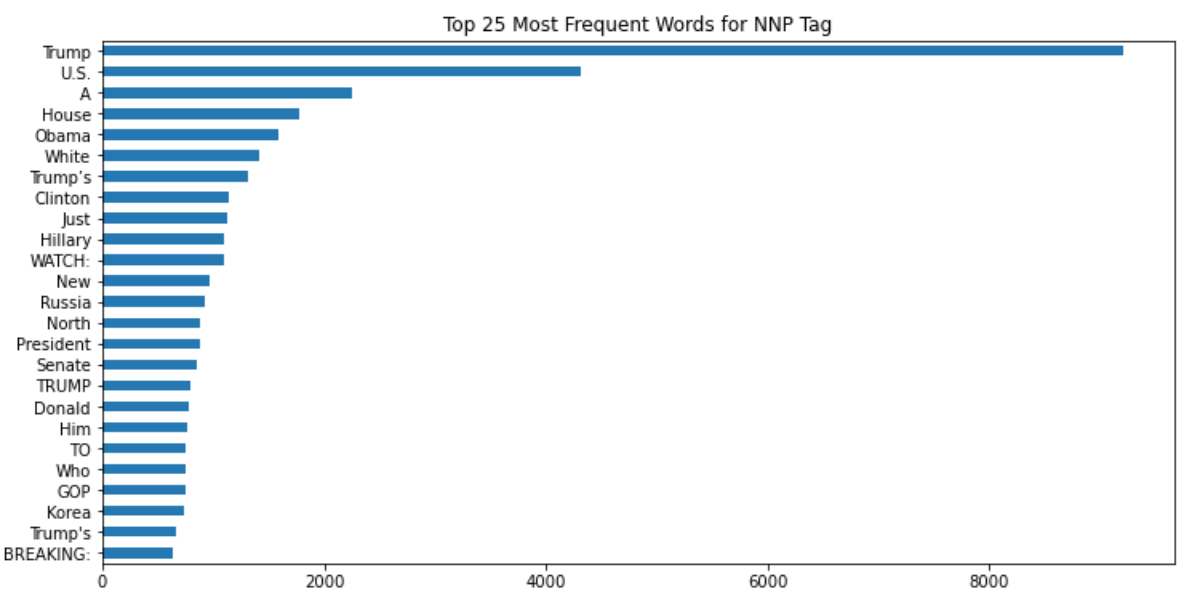 Top 25 Most Frequent Words for NNP Tag
Trump
U.S.
A
House
Obama
White
Trump’s
Clinton
Just
Hillary
WATCH:
New
Russia
North
President
Senate
TRUMP
Donald
Him
TO
Who
GOP
Korea
Trump's
BREAKING:
0 2000 4000 6000 8000